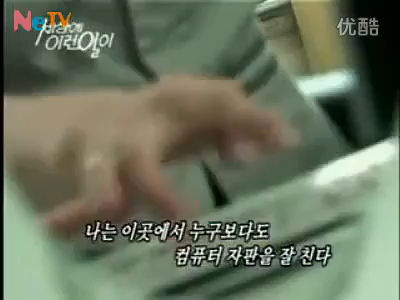 NeTV
세상에
이런일이
优酷
나는 이곳에서 누구보다도
컴퓨터 자판을 잘 친다